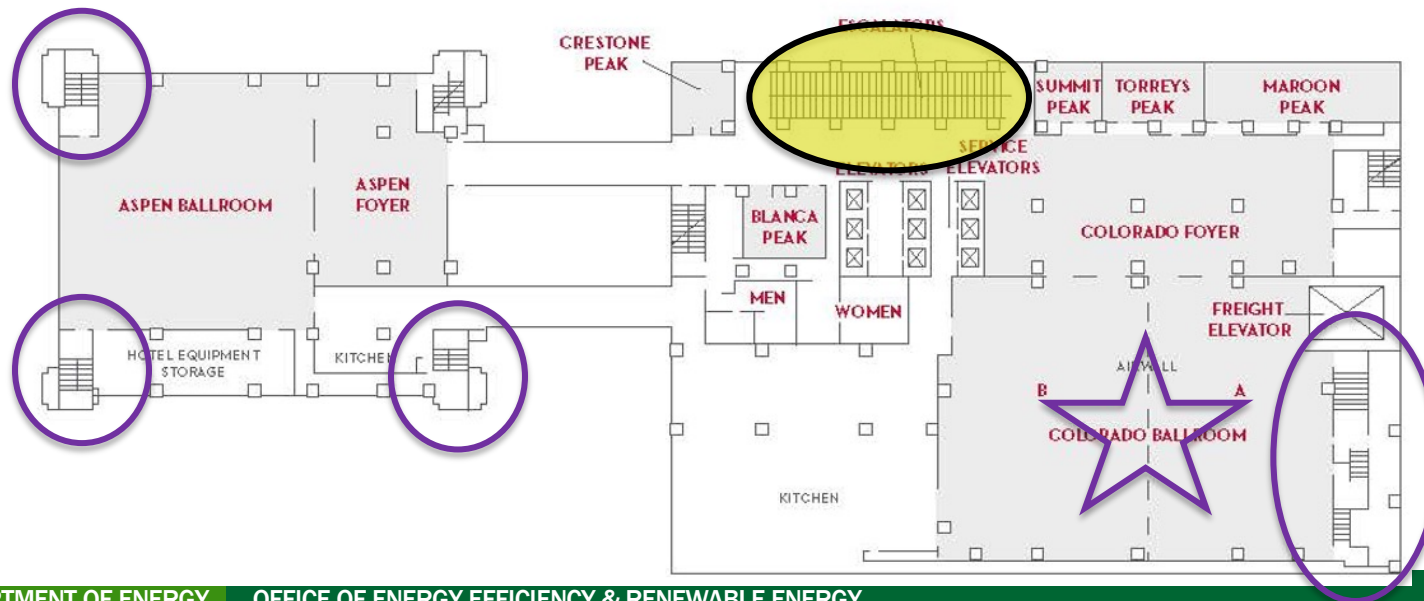 ESCALATORS
CRESTONE
PEAK
SUMMIT
PEAK
TORREYS
PEAK
MAROON
PEAK
SERVICE
ELEVATORS
ELEVATORS
ASPEN
FOYER
ASPEN BALLROOM
BLANCA
PEAK
COLORADO FOYER
MEN
WOMEN
FREIGHT
ELEVATOR
HOTEL EQUIPMENT
STORAGE
KITCHEN
AIRWALL
B
A
COLORADO BALLROOM
KITCHEN
RTMENT OF ENERGY
OFFICE OF ENERGY EFFICIENCY & RENEWABLE ENERGY